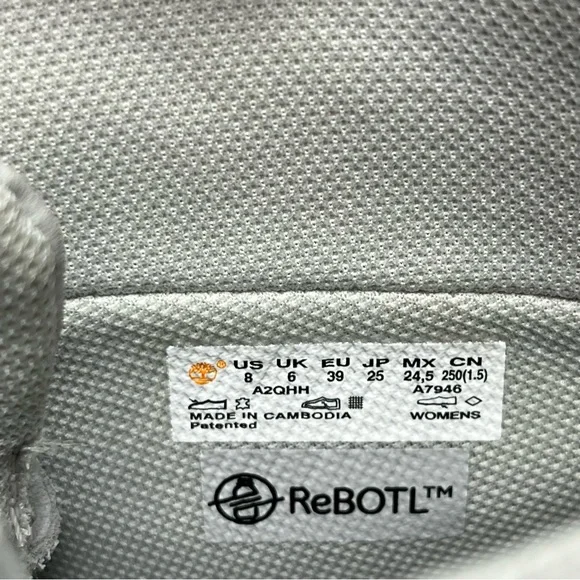 ® US UK EU JP MX CN
8 6 39 25 24,5 250(1.5)
A2QHH A7946
MADE IN CAMBODIA WOMENS
Patented
ReBOTL™